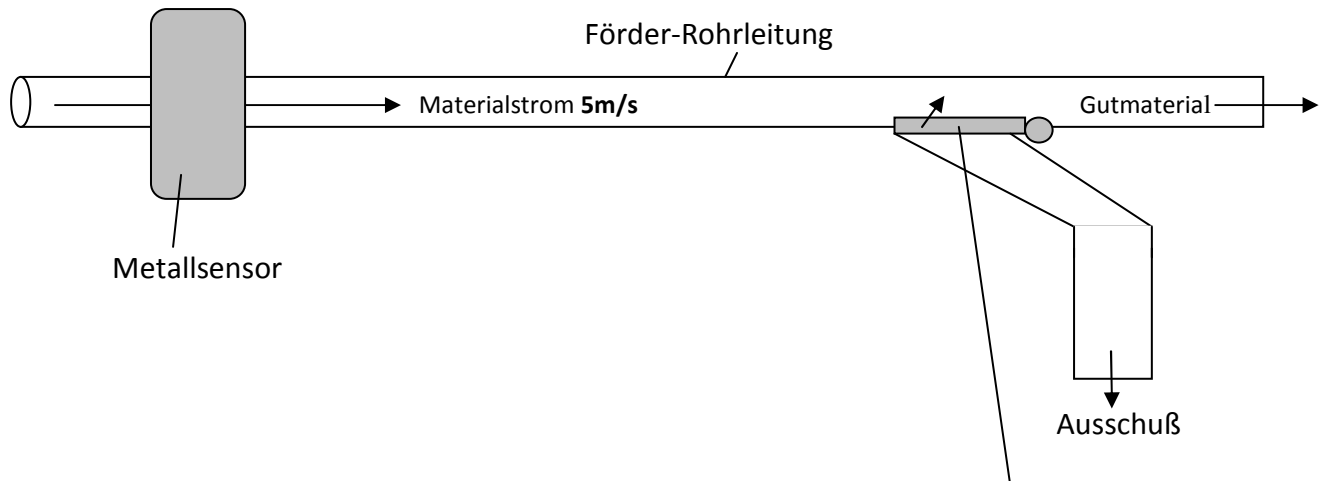 Förder-Rohrleitung
Materialstrom 5m/s
Gutmaterial
Metallsensor
Ausschuß